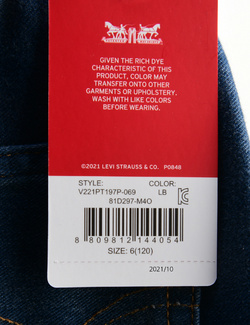 GIVEN THE RICH DYE
CHARACTERISTIC OF THIS
PRODUCT, COLOR MAY
TRANSFER ONTO OTHER
GARMENTS OR UPHOLSTERY.
WASH WITH LIKE COLORS
BEFORE WEARING.
©2021 LEVI STRAUSS & CO. P0848
STYLE: COLOR:
V221PT197P-069 LB
81D297-M4O
8 809812 144054
SIZE: 6(120)
2021/10